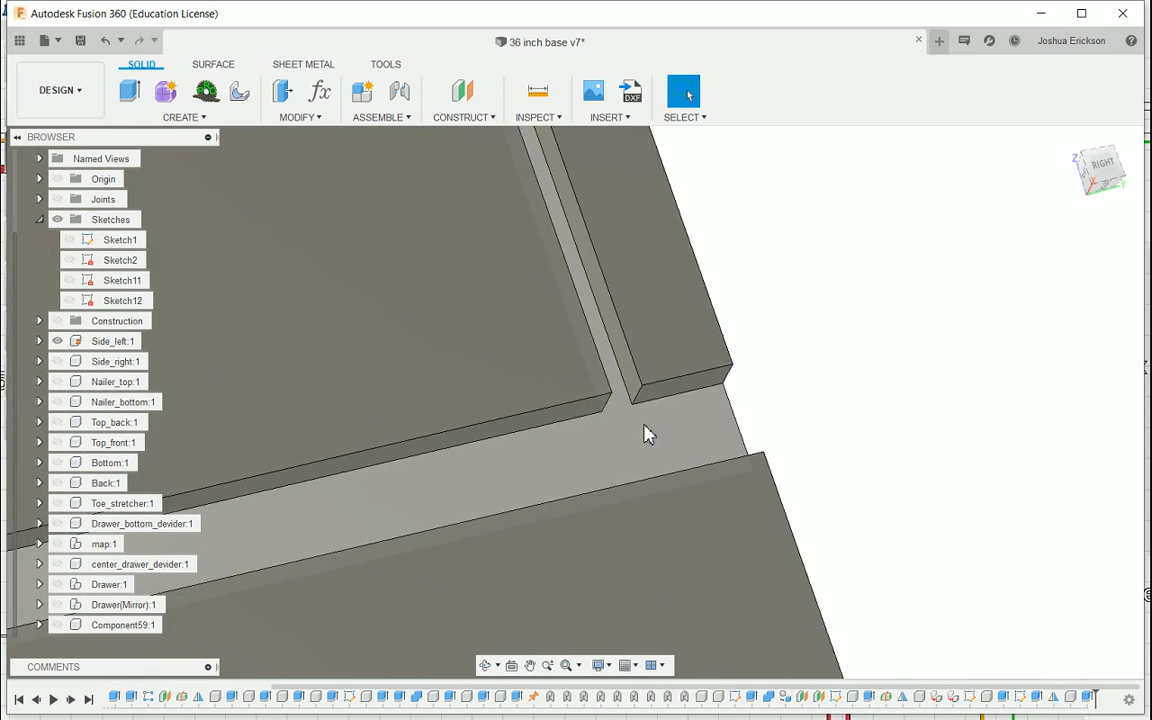 Autodesk Fusion 360 (Education License)
36 inch base v7*
Joshua Erickson
DESIGN
SOLID
SURFACE
SHEET METAL
TOOLS
fx
DXF
CREATE
MODIFY
ASSEMBLE
CONSTRUCT
INSPECT
INSERT
SELECT
BROWSER
Named Views
Origin
Joints
Sketches
Sketch1
Sketch2
Sketch11
Sketch12
Construction
Side_left:1
Side_right:1
Nailer_top:1
Nailer_bottom:1
Top_back:1
Top_front:1
Bottom:1
Back:1
Toe_stretcher:1
Drawer_bottom_devider:1
map:1
center_drawer_devider:1
Drawer:1
Drawer(Mirror):1
Component59:1
COMMENTS
Z
RIGHT
X
Y